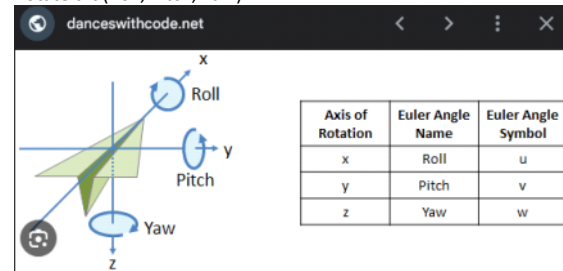 danceswithcode.net
x
Roll
y
Pitch
Yaw
z
Axis of Rotation Euler Angle Name Euler Angle Symbol
x Roll u
y Pitch v
z Yaw w